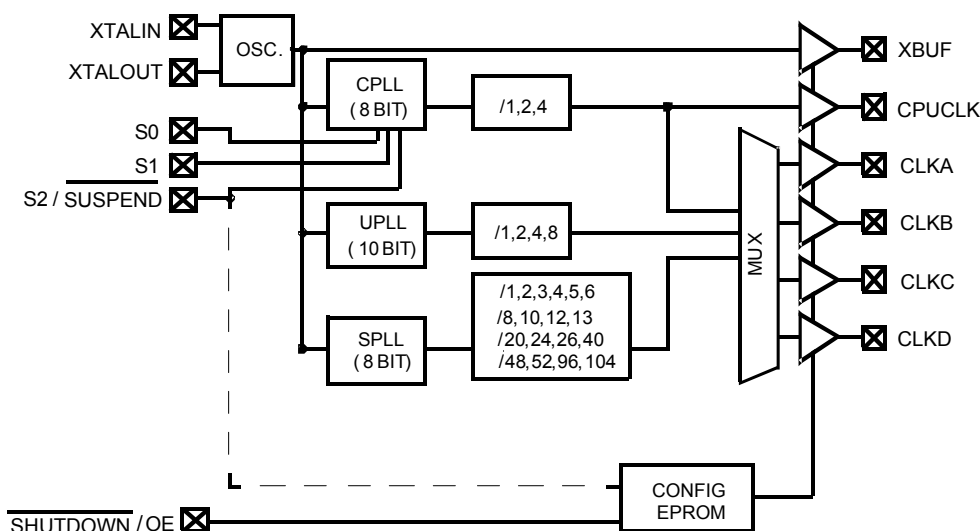 XTALIN
XTALOUT
OSC.
XBUF
CPLL
(8 BIT)
/1,2,4
CPUCLK
S0
S1
S2 / SUSPEND
CLKA
UPLL
(10 BIT)
/1,2,4,8
MUX
CLKB
CLKC
SPLL
(8 BIT)
/1,2,3,4,5,6
/8,10,12,13
/20,24,26,40
/48,52,96,104
CLKD
CONFIG
EPROM
SHUTDOWN / OE